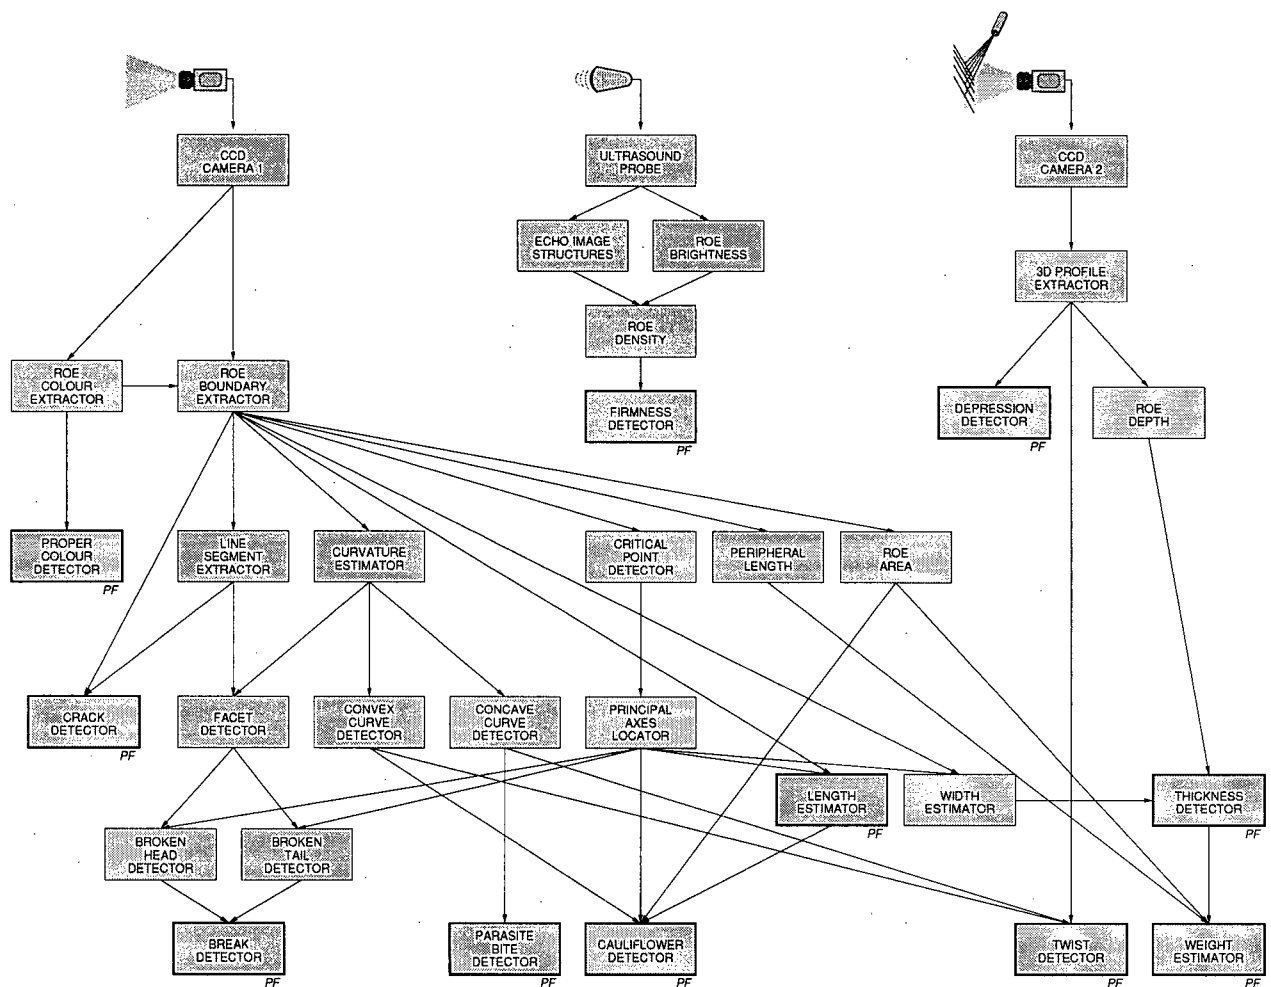 CCD
CAMERA 1
ULTRASOUND
PROBE
CCD
CAMERA 2
ECHO IMAGE
STRUCTURES
ROE
BRIGHTNESS
3D PROFILE
EXTRACTOR
ROE
DENSITY
ROE
COLOUR
EXTRACTOR
ROE
BOUNDARY
EXTRACTOR
FIRMNESS
DETECTOR
PF
DEPRESSION
DETECTOR
PF
ROE
DEPTH
PROPER
COLOUR
DETECTOR
PF
LINE
SEGMENT
EXTRACTOR
CURVATURE
ESTIMATOR
CRITICAL
POINT
DETECTOR
PERIPHERAL
LENGTH
ROE
AREA
CRACK
DETECTOR
PF
FACET
DETECTOR
CONVEX
CURVE
DETECTOR
CONCAVE
CURVE
DETECTOR
PRINCIPAL
AXES
LOCATOR
LENGTH
ESTIMATOR
PF
WIDTH
ESTIMATOR
THICKNESS
DETECTOR
PF
BROKEN
HEAD
DETECTOR
BROKEN
TAIL
DETECTOR
BREAK
DETECTOR
PF
PARASITE
BITE
DETECTOR
PF
CAULIFLOWER
DETECTOR
PF
TWIST
DETECTOR
PF
WEIGHT
ESTIMATOR
PF